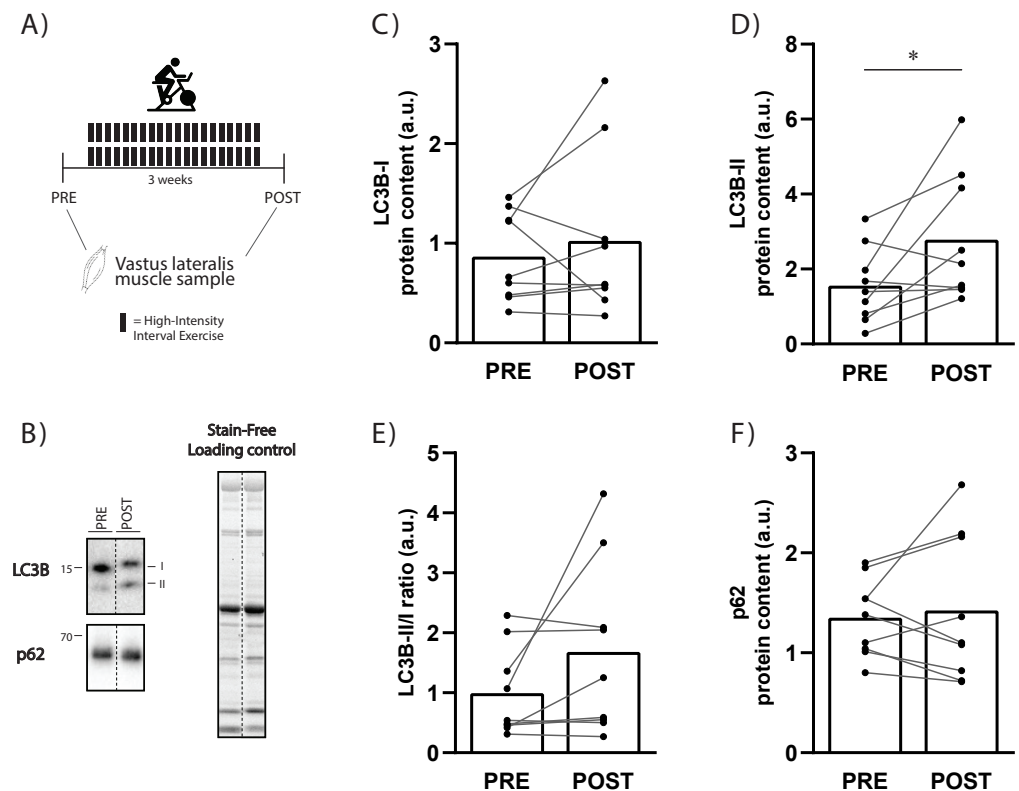 A)
3 weeks
PRE
POST
Vastus lateralis
muscle sample
= High-Intensity
Interval Exercise
B)
Stain-Free
Loading control
PRE
POST
LC3B
15
I
II
70
p62
C)
LC3B-I
protein content (a.u.)
3
2
1
0
PRE
POST
D)
LC3B-II
protein content (a.u.)
8
6
4
2
0
*
PRE
POST
E)
LC3B-II/I ratio (a.u.)
5
4
3
2
1
0
PRE
POST
F)
p62
protein content (a.u.)
3
2
1
0
PRE
POST